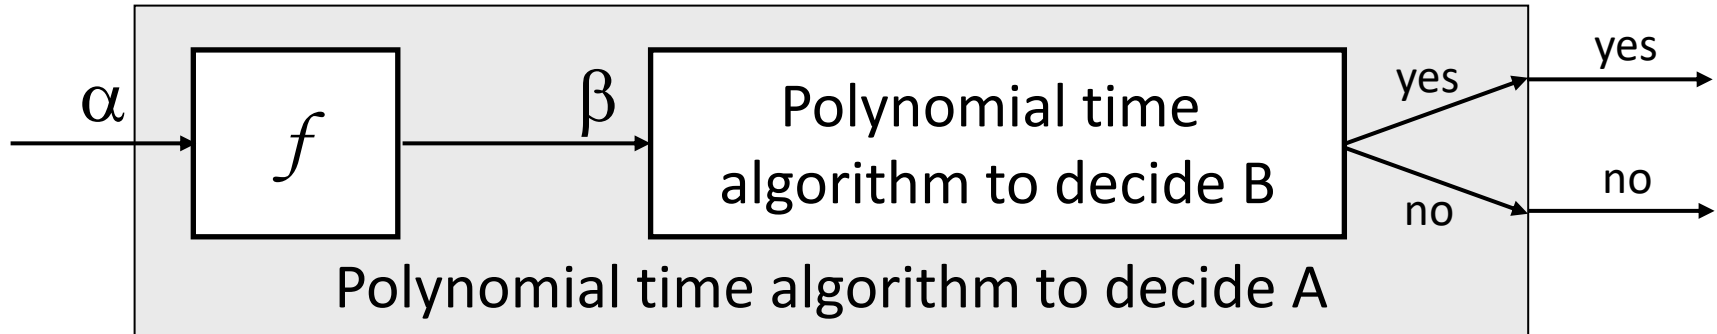 α
f
β
Polynomial time
algorithm to decide B
yes
no
yes
no
Polynomial time algorithm to decide A